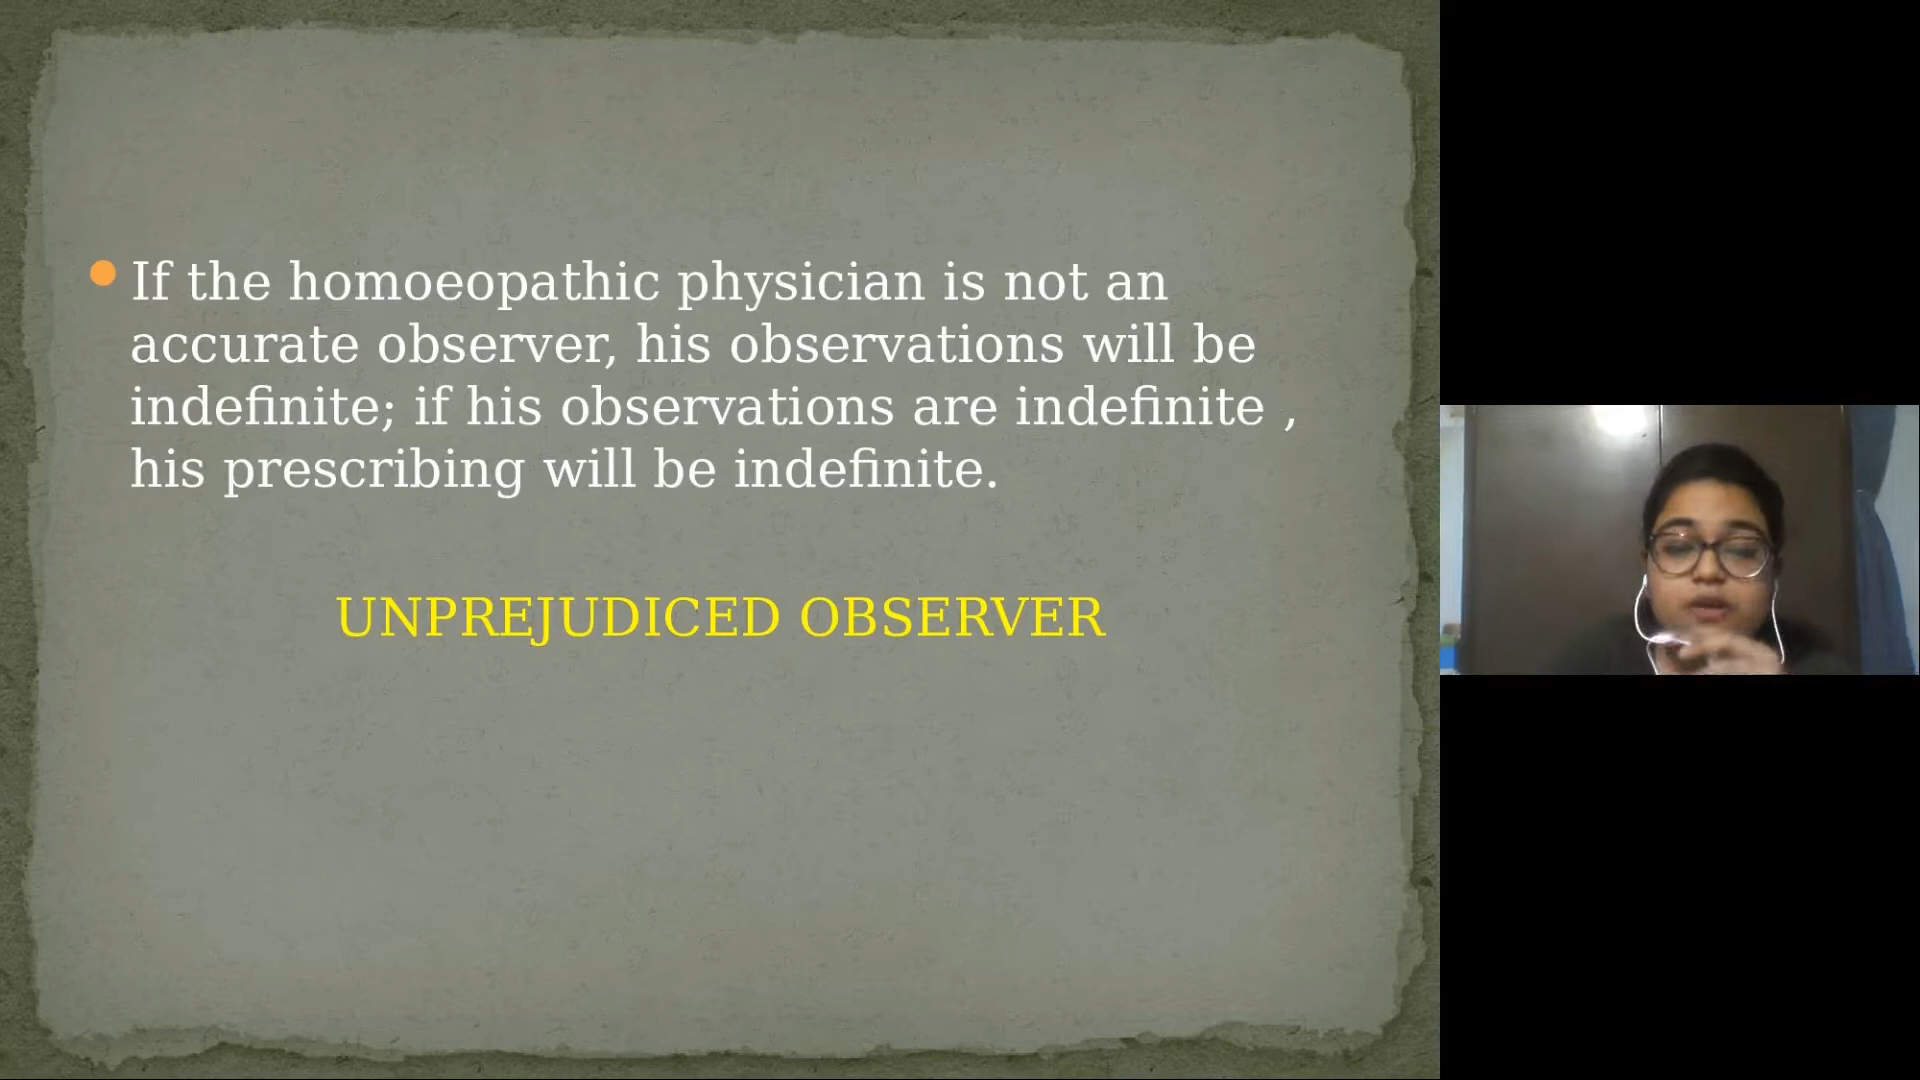 If the homoeopathic physician is not an
accurate observer, his observations will be
indefinite; if his observations are indefinite ,
his prescribing will be indefinite.
UNPREJUDICED OBSERVER